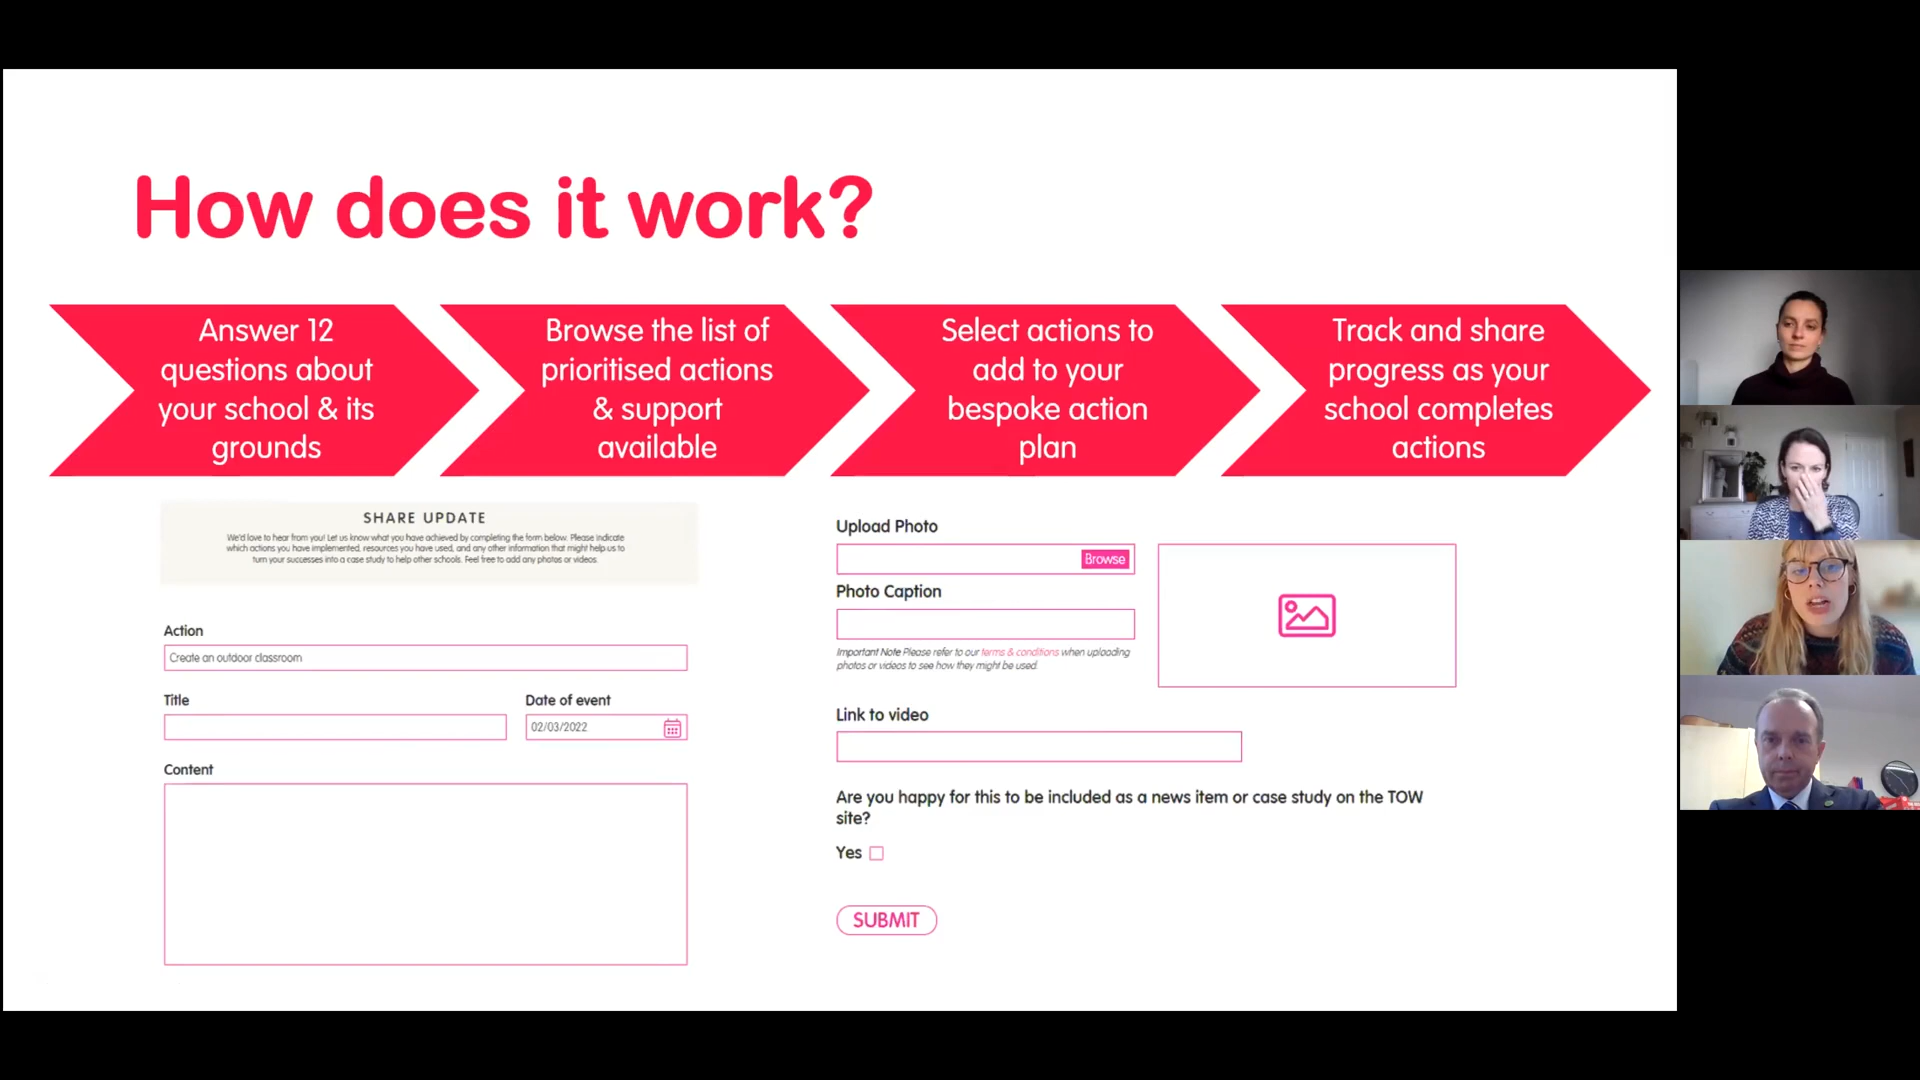 How does it work?
Answer 12
questions about
your school & its
grounds
Browse the list of
prioritised actions
& support
available
Select actions to
add to your
bespoke action
plan
Track and share
progress as your
school completes
actions
SHARE UPDATE
We'd love to hear from you! Let us know what you have achieved by completing the form below. Please indicate
which actions you have implemented, resources you have used, and any other information that might help us to
turn your successes into a case study to help other schools. Feel free to add any photos or videos.
Action
Create an outdoor classroom
Title
Date of event
02/03/2022
Content
Upload Photo
Browse
Photo Caption
Important Note Please refer to our terms & conditions when uploading
photos or videos to see how they might be used.
Link to video
Are you happy for this to be included as a news item or case study on the TOW
site?
Yes
SUBMIT